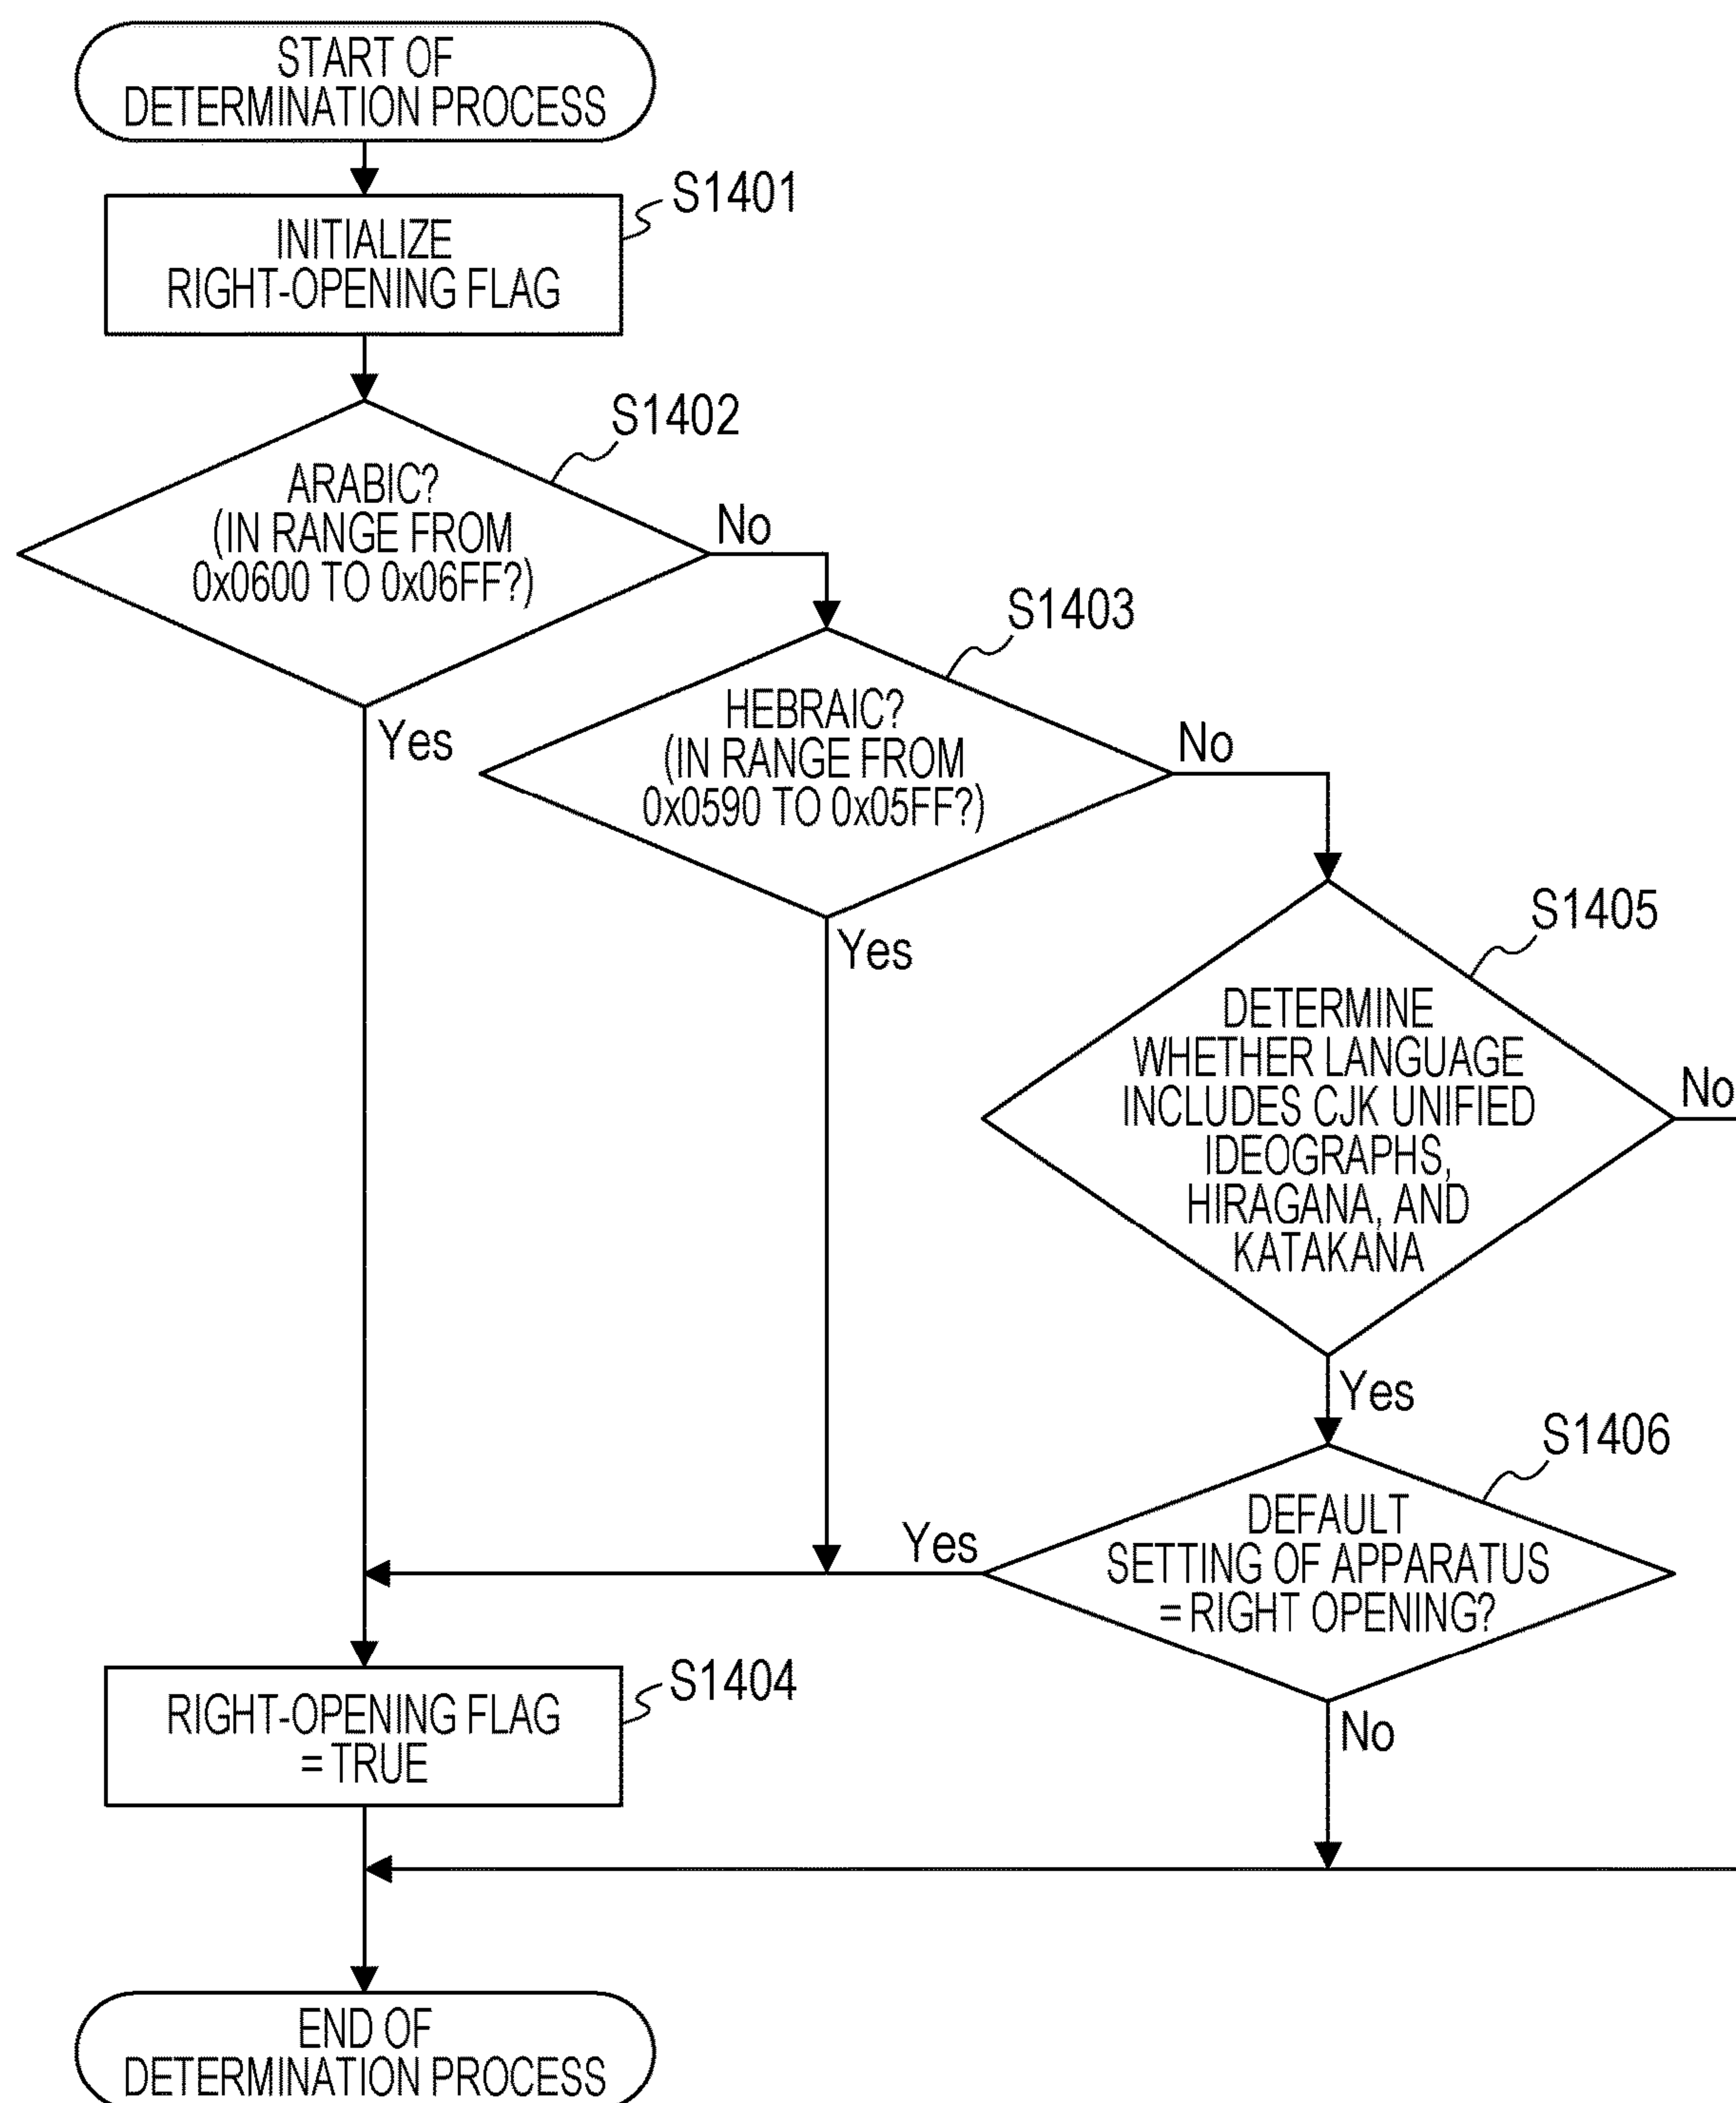 START OF
DETERMINATION PROCESS
S1401
INITIALIZE
RIGHT-OPENING FLAG
S1402
ARABIC?
(IN RANGE FROM
0x0600 TO 0x06FF?)
No
Yes
S1403
HEBRAIC?
(IN RANGE FROM
0x0590 TO 0x05FF?)
No
Yes
S1405
DETERMINE
WHETHER LANGUAGE
INCLUDES CJK UNIFIED
IDEOGRAPHS,
HIRAGANA, AND
KATAKANA
No
Yes
S1406
DEFAULT
SETTING OF APPARATUS
= RIGHT OPENING?
Yes
No
S1404
RIGHT-OPENING FLAG
= TRUE
END OF
DETERMINATION PROCESS